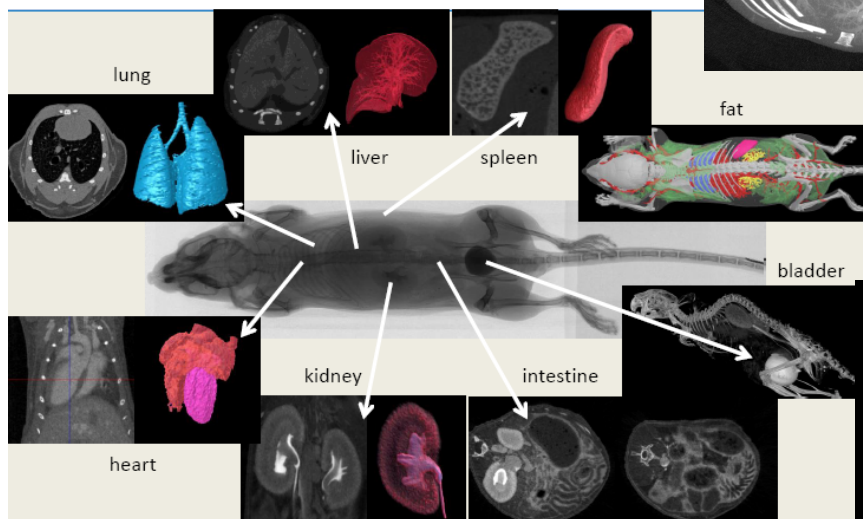 lung
liver
spleen
fat
bladder
kidney
intestine
heart